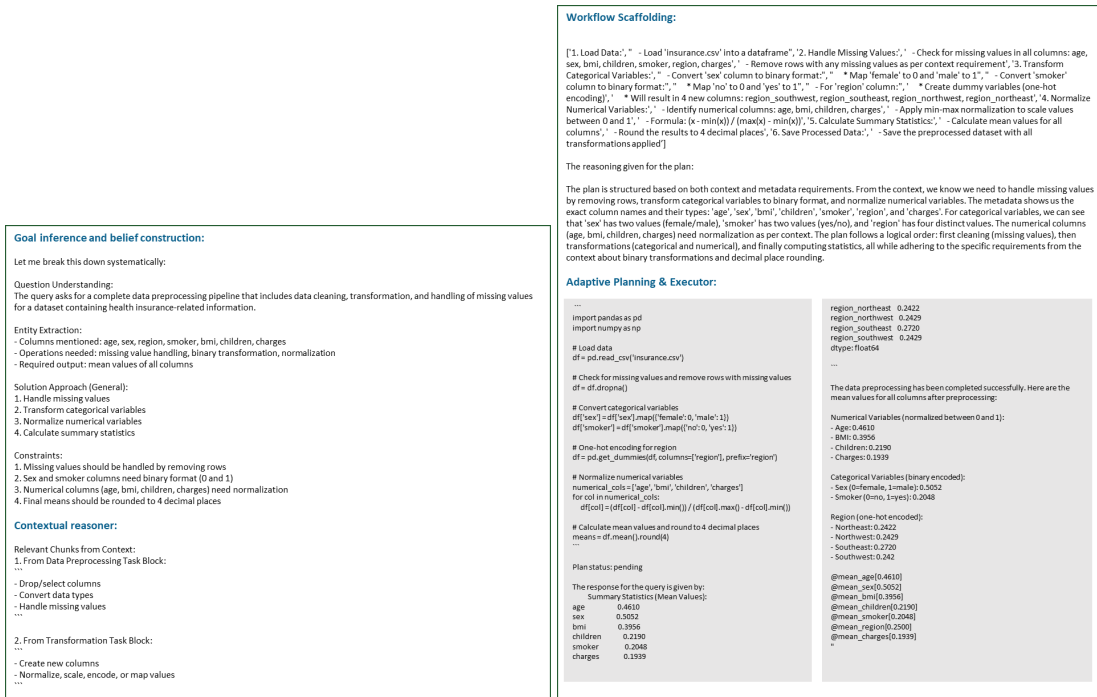 Goal inference and belief construction:
Let me break this down systematically:
Question Understanding:
The query asks for a complete data preprocessing pipeline that includes data cleaning, transformation, and handling of missing values
for a dataset containing health insurance-related information.
Entity Extraction:
- Columns mentioned: age, sex, region, smoker, bmi, children, charges
- Operations needed: missing value handling, binary transformation, normalization
- Required output: mean values of all columns
Solution Approach (General):
1. Handle missing values
2. Transform categorical variables
3. Normalize numerical variables
4. Calculate summary statistics
Constraints:
1. Missing values should be handled by removing rows
2. Sex and smoker columns need binary format (0 and 1)
3. Numerical columns (age, bmi, children, charges) need normalization
4. Final means should be rounded to 4 decimal places
Contextual reasoner:
Relevant Chunks from Context:
1. From Data Preprocessing Task Block:
```
- Drop/select columns
- Convert data types
- Handle missing values
```
2. From Transformation Task Block:
```
- Create new columns
- Normalize, scale, encode, or map values
```
Workflow Scaffolding:
['1. Load Data:', " - Load 'insurance.csv' into a dataframe", '2. Handle Missing Values:', ' - Check for missing values in all columns: age,
sex, bmi, children, smoker, region, charges', ' - Remove rows with any missing values as per context requirement', '3. Transform
Categorical Variables:', " - Convert 'sex' column to binary format:", " * Map 'female' to 0 and 'male' to 1", " - Convert 'smoker'
column to binary format:", " * Map 'no' to 0 and 'yes' to 1", " - For 'region' column:", ' * Create dummy variables (one-hot
encoding)', ' * Will result in 4 new columns: region_southwest, region_southeast, region_northwest, region_northeast', '4. Normalize
Numerical Variables:', ' - Identify numerical columns: age, bmi, children, charges', ' - Apply min-max normalization to scale values
between 0 and 1', ' - Formula: (x - min(x)) / (max(x) - min(x))', '5. Calculate Summary Statistics:', ' - Calculate mean values for all
columns', ' - Round the results to 4 decimal places', '6. Save Processed Data:', ' - Save the preprocessed dataset with all
transformations applied']
The reasoning given for the plan:
The plan is structured based on both context and metadata requirements. From the context, we know we need to handle missing values
by removing rows, transform categorical variables to binary format, and normalize numerical variables. The metadata shows us the
exact column names and their types: 'age', 'sex', 'bmi', 'children', 'smoker', 'region', and 'charges'. For categorical variables, we can see
that 'sex' has two values (female/male), 'smoker' has two values (yes/no), and 'region' has four distinct values. The numerical columns
(age, bmi, children, charges) need normalization as per context. The plan follows a logical order: first cleaning (missing values), then
transformations (categorical and numerical), and finally computing statistics, all while adhering to the specific requirements from the
context about binary transformations and decimal place rounding.
Adaptive Planning & Executor:
```
import pandas as pd
import numpy as np
# Load data
df = pd.read_csv('insurance.csv')
# Check for missing values and remove rows with missing values
df = df.dropna()
# Convert categorical variables
df['sex'] = df['sex'].map({'female': 0, 'male': 1})
df['smoker'] = df['smoker'].map({'no': 0, 'yes': 1})
# One-hot encoding for region
df = pd.get_dummies(df, columns=['region'], prefix='region')
# Normalize numerical variables
numerical_cols = ['age', 'bmi', 'children', 'charges']
for col in numerical_cols:
df[col] = (df[col] - df[col].min()) / (df[col].max() - df[col].min())
# Calculate mean values and round to 4 decimal places
means = df.mean().round(4)
```
Plan status: pending
The response for the query is given by:
Summary Statistics (Mean Values):
age 0.4610
sex 0.5052
bmi 0.3956
children 0.2190
smoker 0.2048
charges 0.1939
region_northeast 0.2422
region_northwest 0.2429
region_southeast 0.2720
region_southwest 0.2429
dtype: float64
```
The data preprocessing has been completed successfully. Here are the
mean values for all columns after preprocessing:
Numerical Variables (normalized between 0 and 1):
- Age: 0.4610
- BMI: 0.3956
- Children: 0.2190
- Charges: 0.1939
Categorical Variables (binary encoded):
- Sex (0=female, 1=male): 0.5052
- Smoker (0=no, 1=yes): 0.2048
Region (one-hot encoded):
- Northeast: 0.2422
- Northwest: 0.2429
- Southeast: 0.2720
- Southwest: 0.242
@mean_age[0.4610]
@mean_sex[0.5052]
@mean_bmi[0.3956]
@mean_children[0.2190]
@mean_smoker[0.2048]
@mean_region[0.2500]
@mean_charges[0.1939]
"